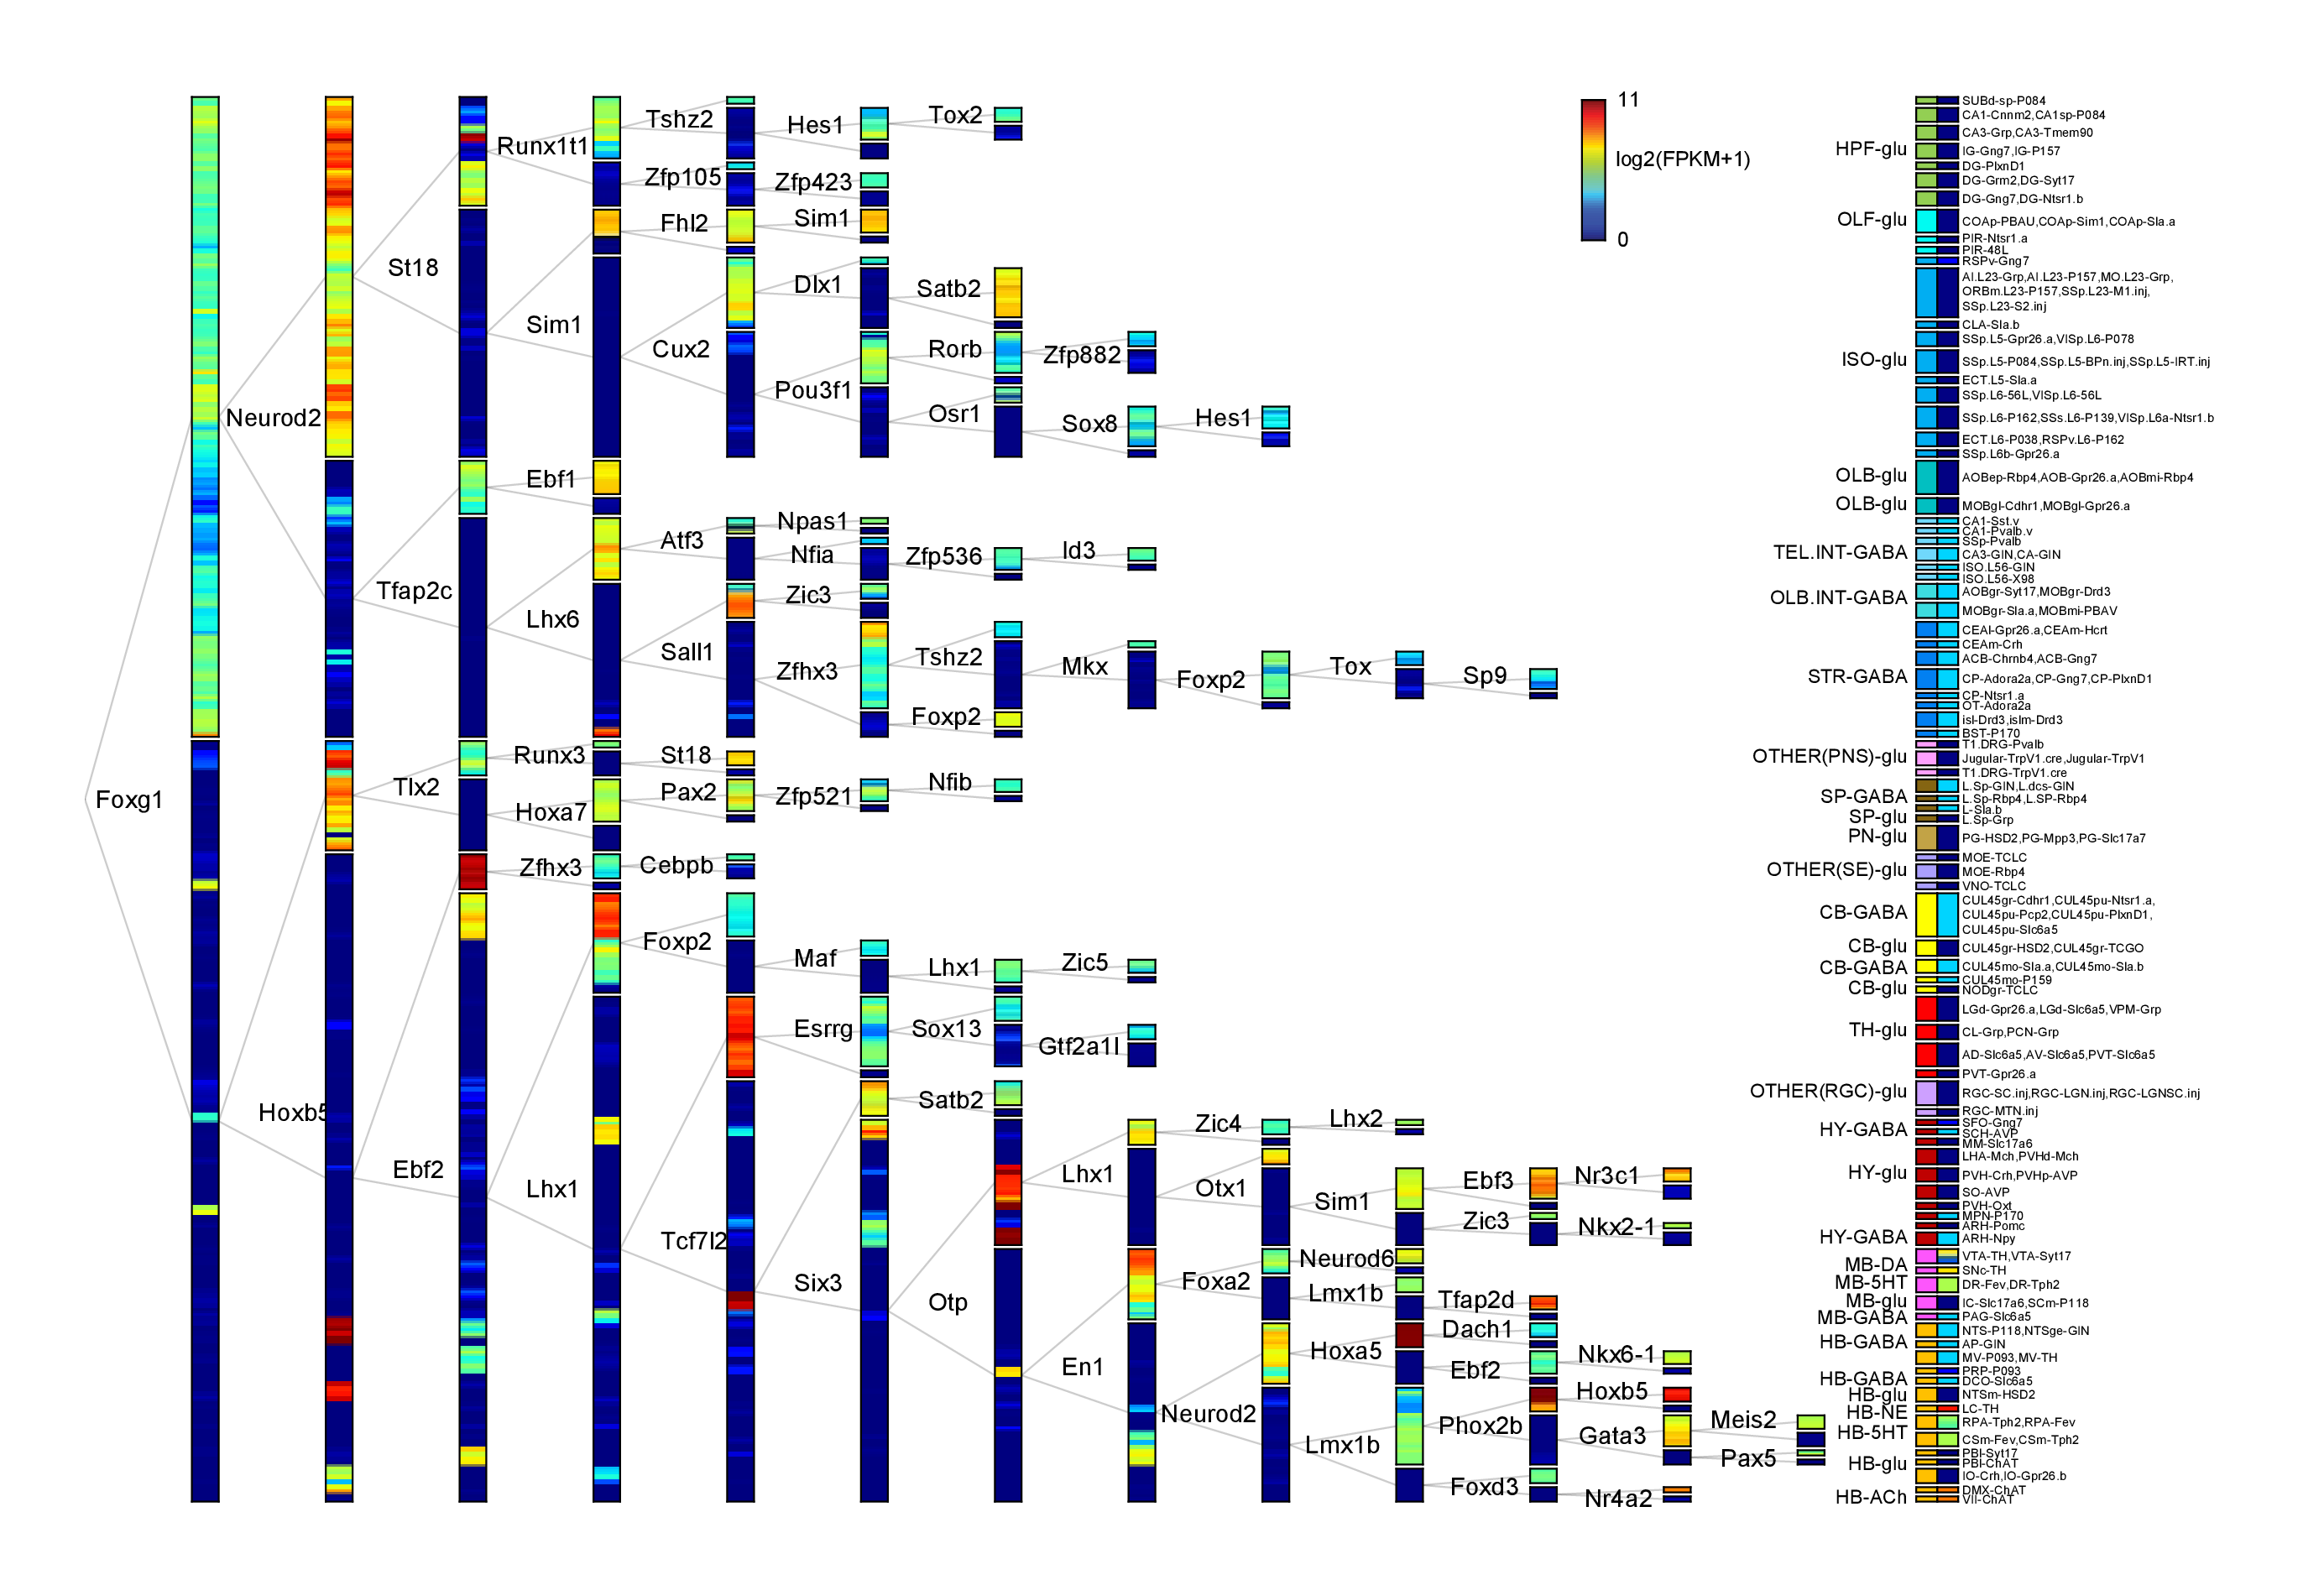 Foxg1
Neurod2
Hoxb5
St18
Tfap2c
Tlx2
Ebf2
Runx1t1
Sim1
Ebf1
Lhx6
Runx3
Hoxa7
Zfhx3
Lhx1
Tshz2
Zfp105
Fhl2
Cux2
Atf3
Sall1
St18
Pax2
Cebpb
Foxp2
Tcf7l2
Hes1
Zfp423
Sim1
Dlx1
Pou3f1
Npas1
Nfia
Zic3
Zfhx3
Zfp521
Maf
Esrrg
Six3
Tox2
Satb2
Rorb
Osr1
Zfp536
Tshz2
Foxp2
Nfib
Lhx1
Sox13
Satb2
Otp
Zfp882
Sox8
Id3
Mkx
Zic5
Gtf2a1l
Lhx1
En1
Hes1
Foxp2
Zic4
Otx1
Foxa2
Neurod2
Tox
Lhx2
Sim1
Neurod6
Lmx1b
Hoxa5
Lmx1b
Sp9
Ebf3
Zic3
Tfap2d
Dach1
Ebf2
Phox2b
Foxd3
Nr3c1
Nkx2-1
Nkx6-1
Hoxb5
Gata3
Nr4a2
Meis2
Pax5
11
log2(FPKM+1)
0
HPF-glu
OLF-glu
ISO-glu
OLB-glu
OLB-glu
TEL.INT-GABA
OLB.INT-GABA
STR-GABA
OTHER(PNS)-glu
SP-GABA
SP-glu
PN-glu
OTHER(SE)-glu
CB-GABA
CB-glu
CB-GABA
CB-glu
TH-glu
OTHER(RGC)-glu
HY-GABA
HY-glu
HY-GABA
MB-DA
MB-5HT
MB-glu
MB-GABA
HB-GABA
HB-GABA
HB-glu
HB-NE
HB-5HT
HB-glu
HB-ACh
SUBd-sp-P084
CA1-Cnnm2,CA1sp-P084
CA3-Grp,CA3-Tmem90
IG-Gng7,IG-P157
DG-PlxnD1
DG-Grm2,DG-Syt17
DG-Gng7,DG-Ntsr1.b
COAp-PBAU,COAp-Sim1,COAp-Sla.a
PIR-Ntsr1.a
PIR-48L
RSPv-Gng7
AI.L23-Grp,AI.L23-P157,MO.L23-Grp,
ORBm.L23-P157,SSp.L23-M1.inj,
SSp.L23-S2.inj
CLA-Sla.b
SSp.L5-Gpr26.a,VISp.L6-P078
SSp.L5-P084,SSp.L5-BPn.inj,SSp.L5-IRT.inj
ECT.L5-Sla.a
SSp.L6-56L,VISp.L6-56L
SSp.L6-P162,SSs.L6-P139,VISp.L6a-Ntsr1.b
ECT.L6-P038,RSPv.L6-P162
SSp.L6b-Gpr26.a
AOBep-Rbp4,AOB-Gpr26.a,AOBmi-Rbp4
MOBgl-Cdhr1,MOBgl-Gpr26.a
CA1-Sst.v
CA1-Pvalb.v
SSp-Pvalb
CA3-GIN,CA-GIN
ISO.L56-GIN
ISO.L56-X98
AOBgr-Syt17,MOBgr-Drd3
MOBgr-Sla.a,MOBmi-PBAV
CEAl-Gpr26.a,CEAm-Hcrt
CEAm-Crh
ACB-Chrnb4,ACB-Gng7
CP-Adora2a,CP-Gng7,CP-PlxnD1
CP-Ntsr1.a
OT-Adora2a
isl-Drd3,islm-Drd3
BST-P170
T1.DRG-Pvalb
Jugular-TrpV1.cre,Jugular-TrpV1
T1.DRG-TrpV1.cre
L.Sp-GIN,L.dcs-GIN
L.Sp-Rbp4,L.SP-Rbp4
L-Sla.b
L.Sp-Grp
PG-HSD2,PG-Mpp3,PG-Slc17a7
MOE-TCLC
MOE-Rbp4
VNO-TCLC
CUL45gr-Cdhr1,CUL45pu-Ntsr1.a,
CUL45pu-Pcp2,CUL45pu-PlxnD1,
CUL45pu-Slc6a5
CUL45gr-HSD2,CUL45gr-TCGO
CUL45mo-Sla.a,CUL45mo-Sla.b
CUL45mo-P159
NODgr-TCLC
LGd-Gpr26.a,LGd-Slc6a5,VPM-Grp
CL-Grp,PCN-Grp
AD-Slc6a5,AV-Slc6a5,PVT-Slc6a5
PVT-Gpr26.a
RGC-SC.inj,RGC-LGN.inj,RGC-LGNSC.inj
RGC-MTN.inj
SFO-Gng7
SCH-AVP
MM-Slc17a6
LHA-Mch,PVHd-Mch
PVH-Crh,PVHp-AVP
SO-AVP
PVH-Oxt
MPN-P170
ARH-Pomc
ARH-Npy
VTA-TH,VTA-Syt17
SNc-TH
DR-Fev,DR-Tph2
IC-Slc17a6,SCm-P118
PAG-Slc6a5
NTS-P118,NTSge-GIN
AP-GIN
MV-P093,MV-TH
PRP-P093
DCO-Slc6a5
NTSm-HSD2
LC-TH
RPA-Tph2,RPA-Fev
CSm-Fev,CSm-Tph2
PBl-Syt17
PBl-ChAT
IO-Crh,IO-Gpr26.b
DMX-ChAT
VII-ChAT